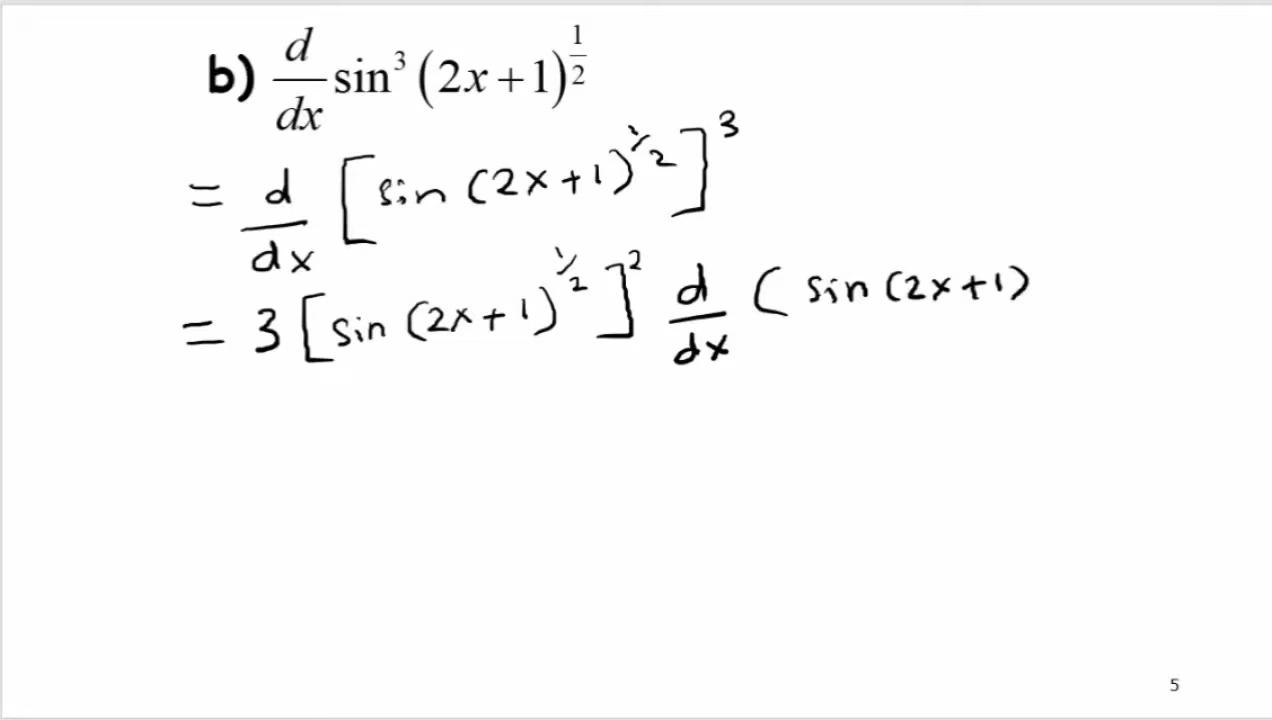 b) d/dx sin³ (2x+1)^(1/2)
= d/dx [sin (2x+1)^(1/2)]^3
= 3 [sin (2x+1)^(1/2)]^2 d/dx ( sin (2x+1)
5